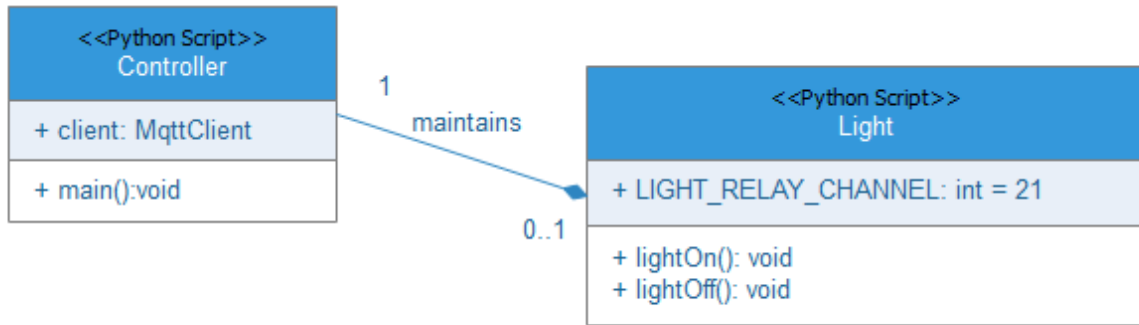 <<Python Script>>
Controller
+ client: MqttClient
+ main():void
1
maintains
0..1
<<Python Script>>
Light
+ LIGHT_RELAY_CHANNEL: int = 21
+ lightOn(): void
+ lightOff(): void